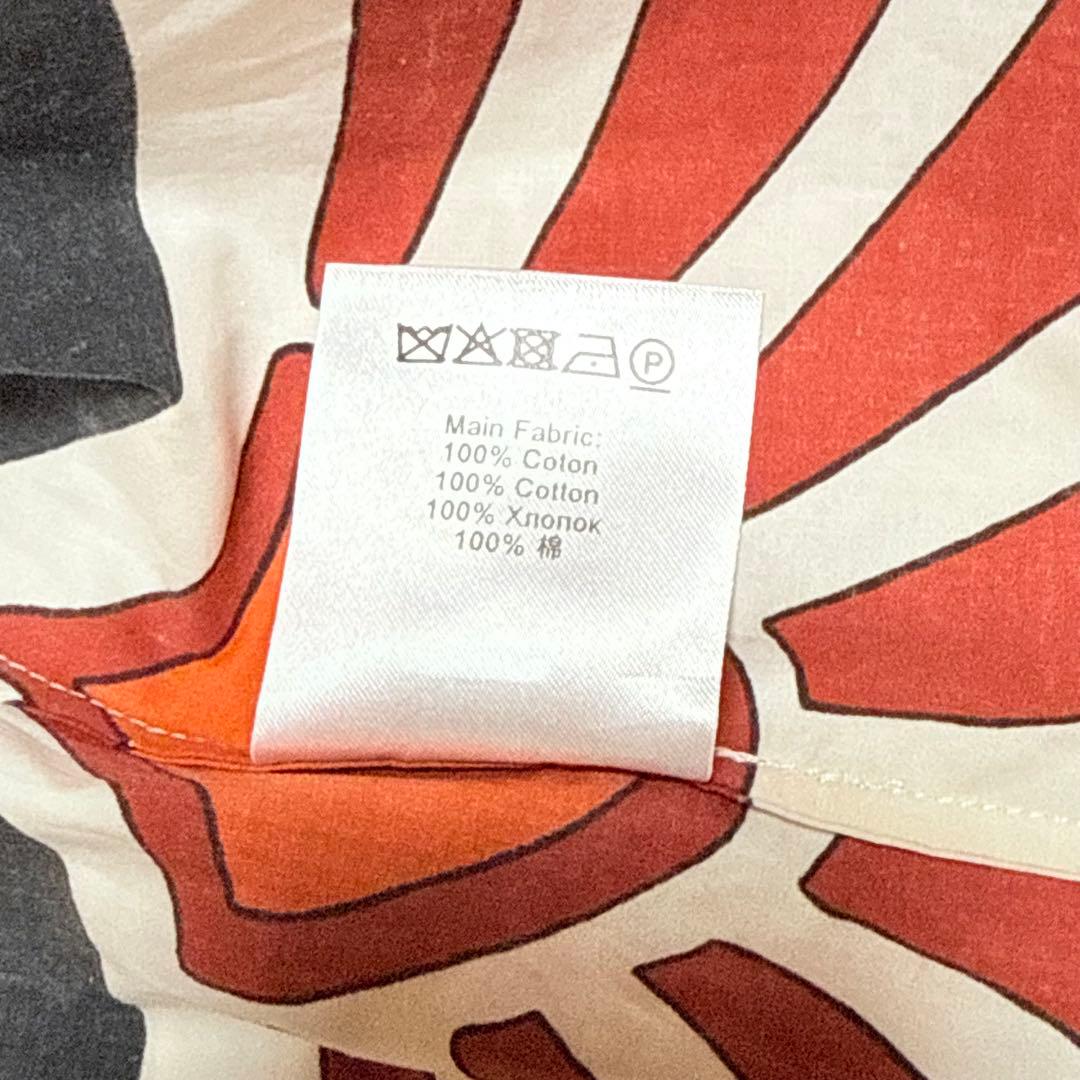 P
Main Fabric:
100% Coton
100% Cotton
100% Хлопок
100% 棉